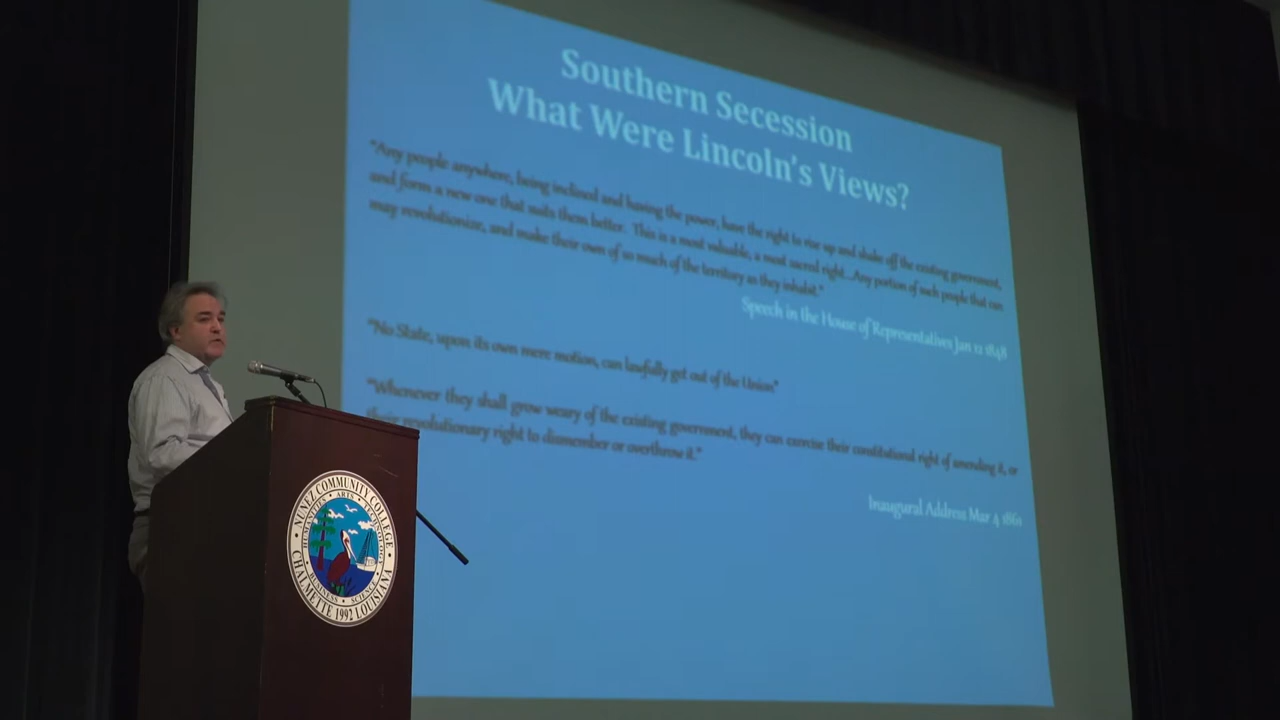 Southern Secession
What Were Lincoln's Views?
"Any people anywhere, being inclined and having the power, have the right to rise up and shake off the existing government,
and form a new one that suits them better. This is a most valuable, a most sacred right...Any portion of such people that can
may revolutionize, and make their own of so much of the territory as they inhabit."
Speech in the House of Representatives Jan 12 1848
"No State, upon its own mere motion, can lawfully get out of the Union"
"Whenever they shall grow weary of the existing government, they can exercise their constitutional right of amending it, or
their revolutionary right to dismember or overthrow it."
Inaugural Address Mar 4 1861
NUNEZ COMMUNITY COLLEGE
HUMANITIES · ARTS · TECHNOLOGY
BUSINESS · SCIENCE
CHALMETTE 1992 LOUISIANA